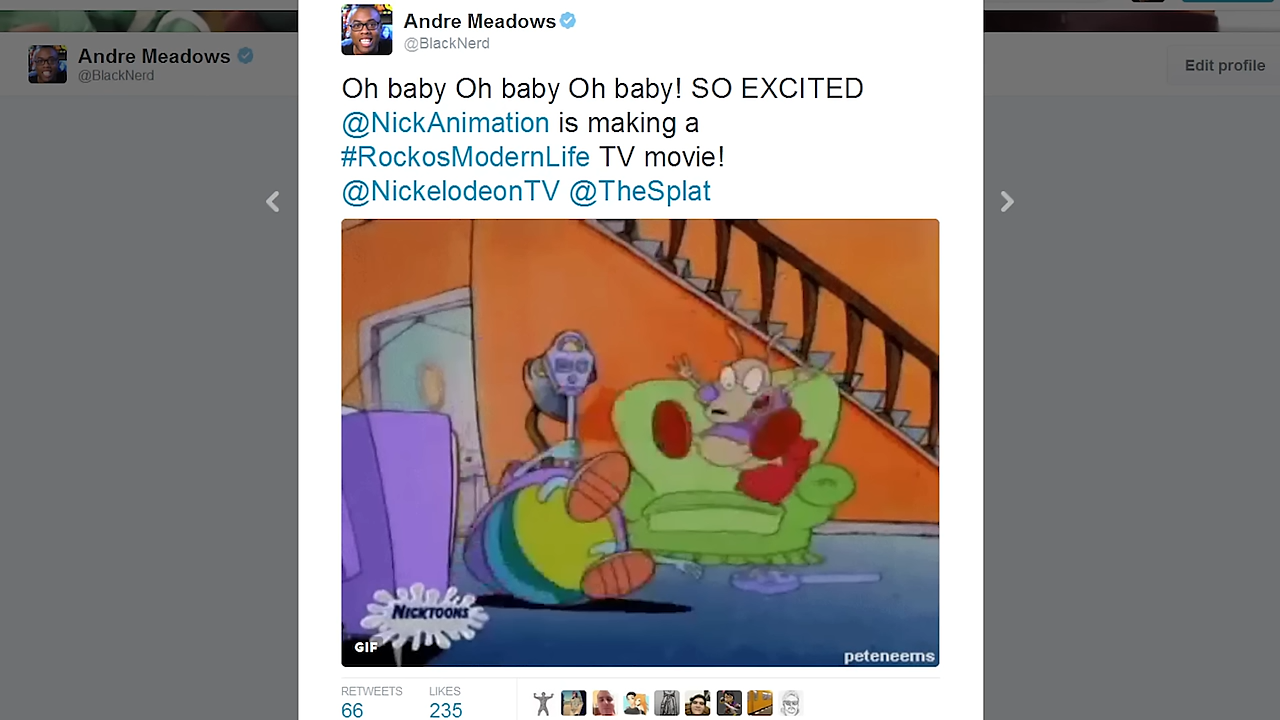 Andre Meadows
@BlackNerd
Edit profile
Andre Meadows
@BlackNerd
Oh baby Oh baby Oh baby! SO EXCITED
@NickAnimation is making a
#RockosModernLife TV movie!
@NickelodeonTV @TheSplat
NICKTOONS
GIF
peteneems
RETWEETS
66
LIKES
235